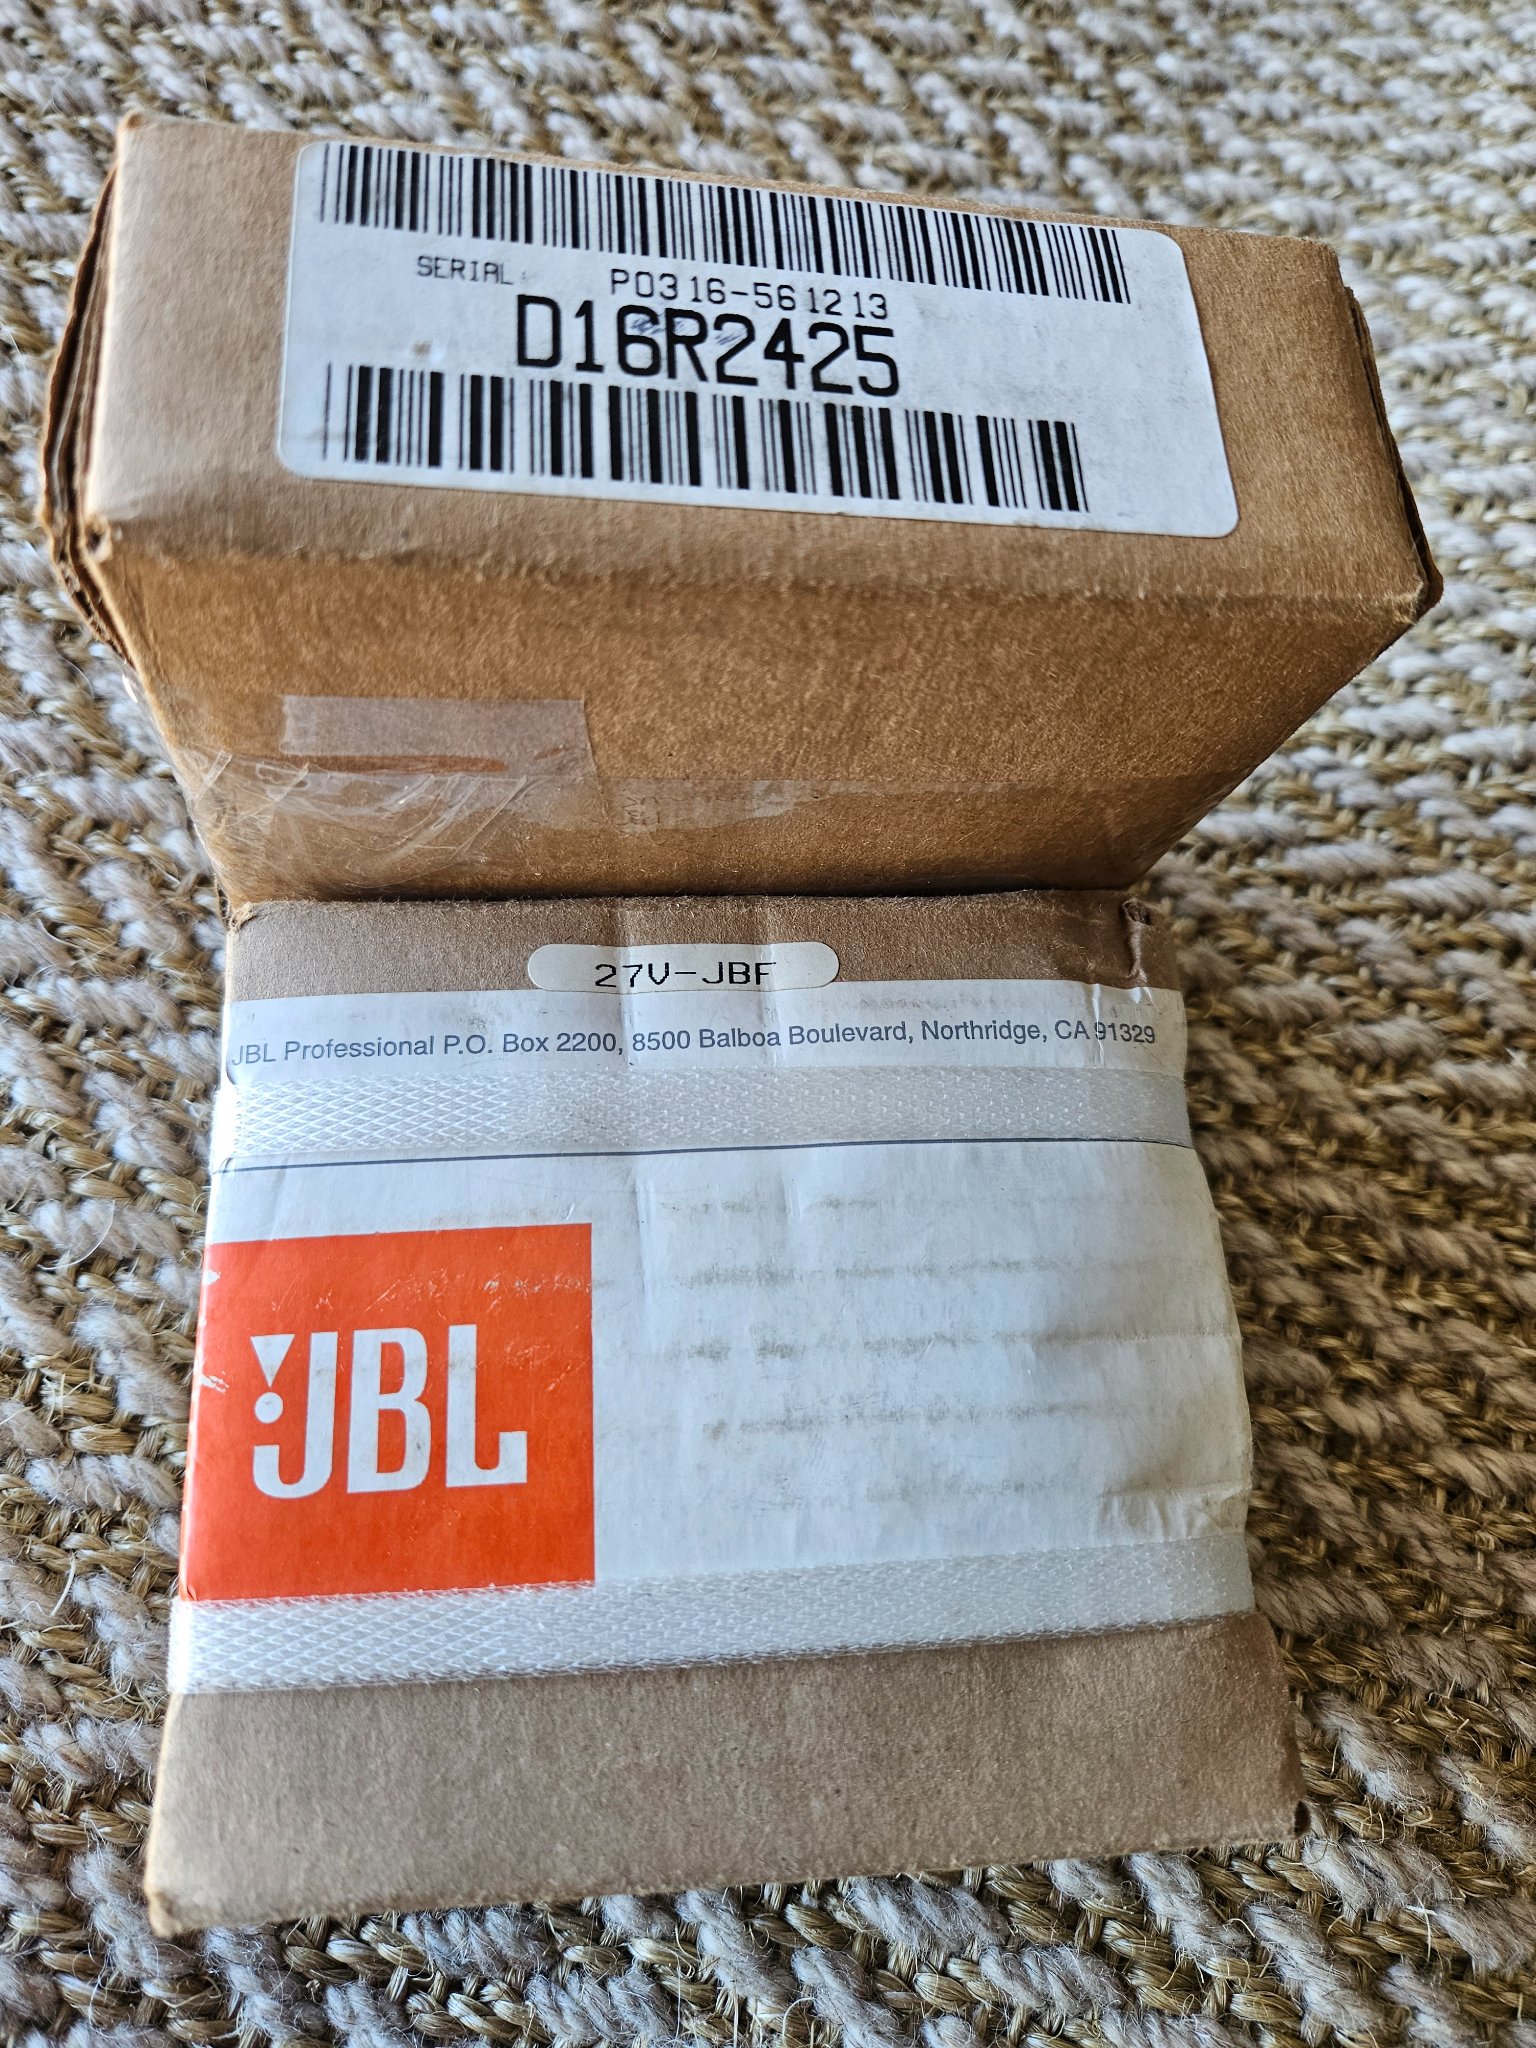 SERIAL: P0316-561213
D16R2425
27V-JBF
JBL Professional P.O. Box 2200, 8500 Balboa Boulevard, Northridge, CA 91329
JBL